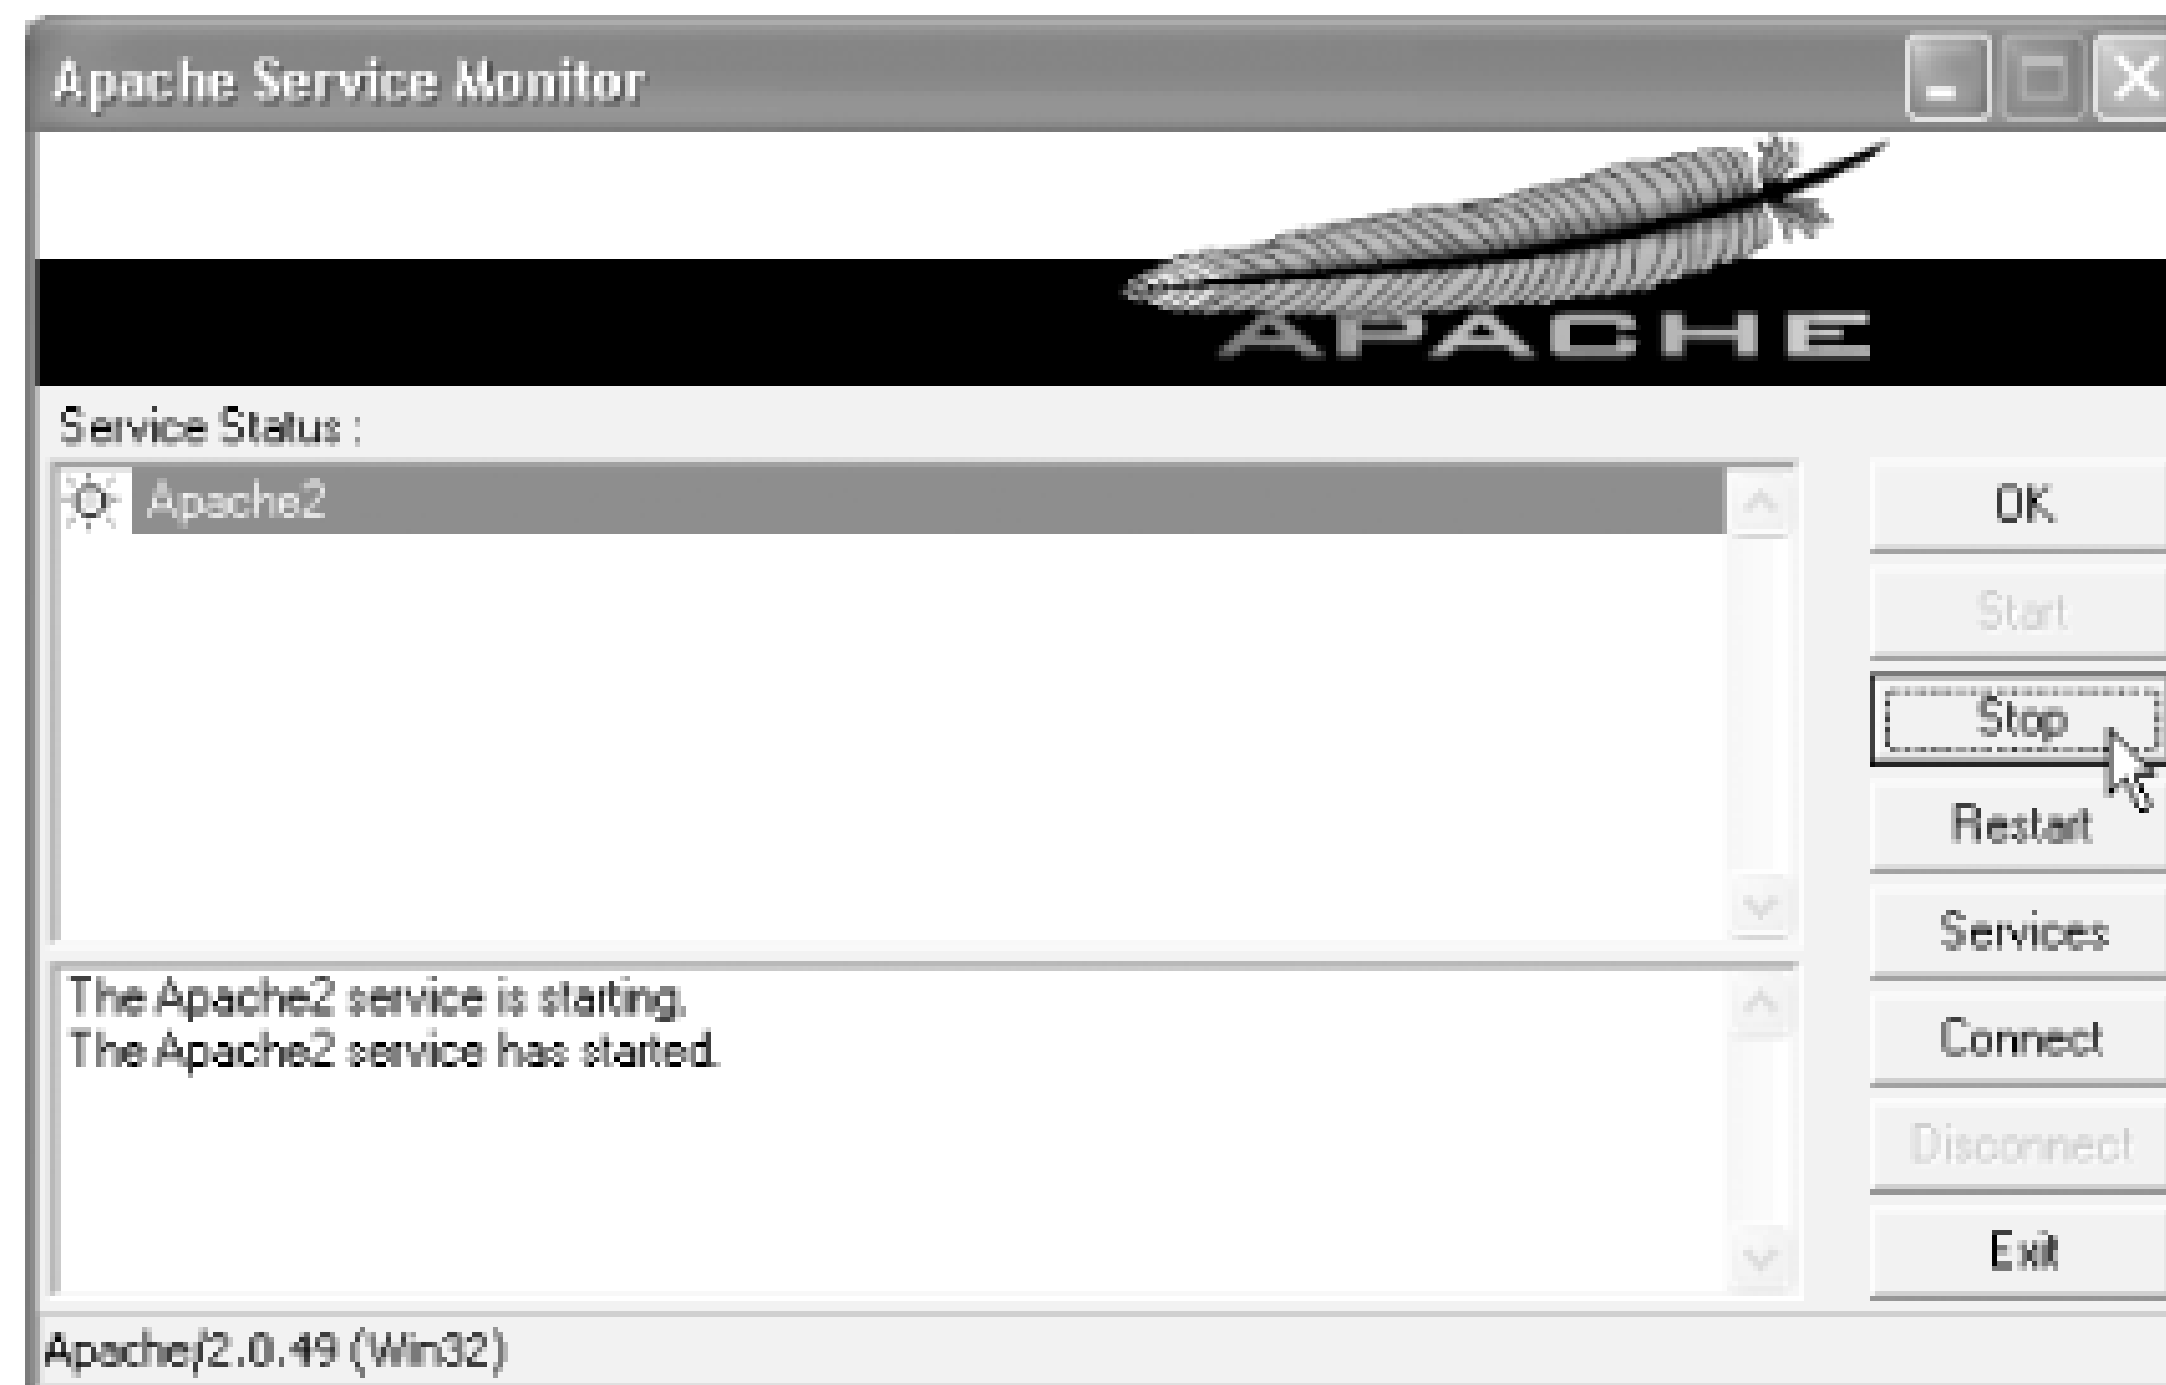 Apache Service Monitor
APACHE
Service Status :
Apache2
OK
Start
Stop
Restart
Services
Connect
Disconnect
Exit
The Apache2 service is starting.
The Apache2 service has started.
Apache/2.0.49 (Win32)